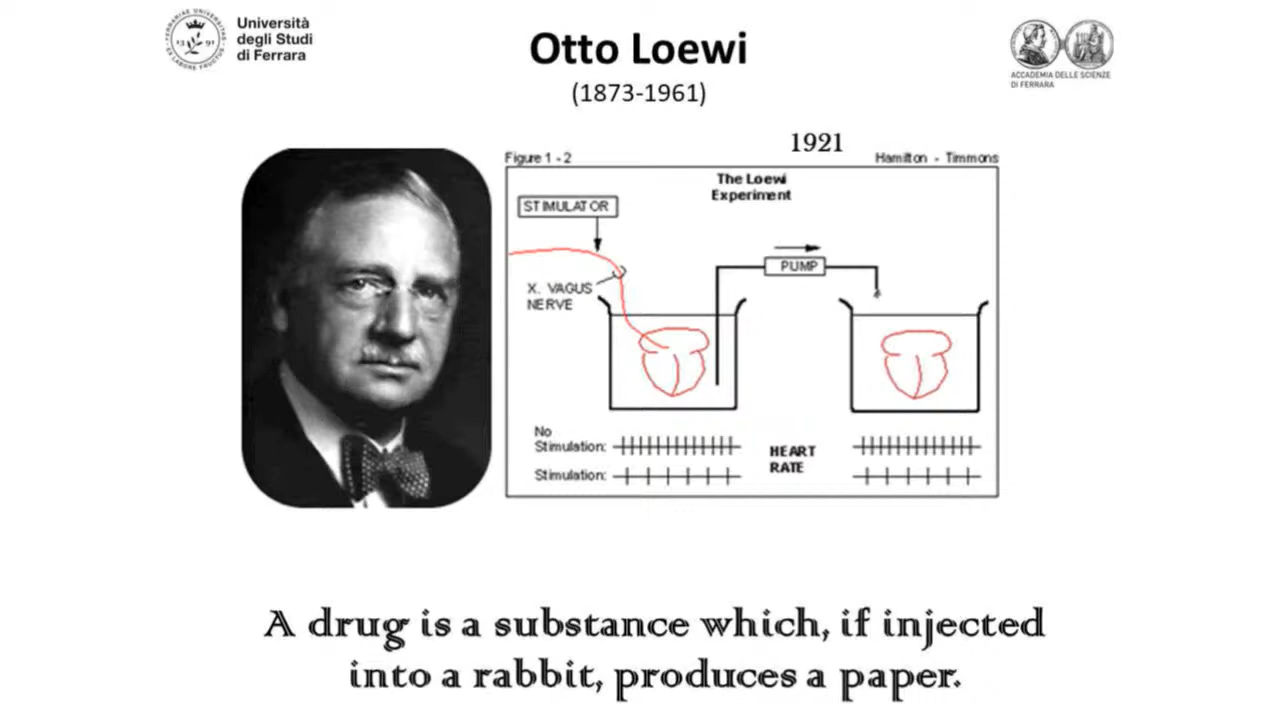 Università
degli Studi
di Ferrara
Otto Loewi
(1873-1961)
ACCADEMIA DELLE SCIENZE
DI FERRARA
1921
Figure 1 - 2
Hamilton - Timmons
The Loewi
Experiment
STIMULATOR
PUMP
X. VAGUS
NERVE
No
Stimulation:
HEART
RATE
Stimulation:
A drug is a substance which, if injected
into a rabbit, produces a paper.